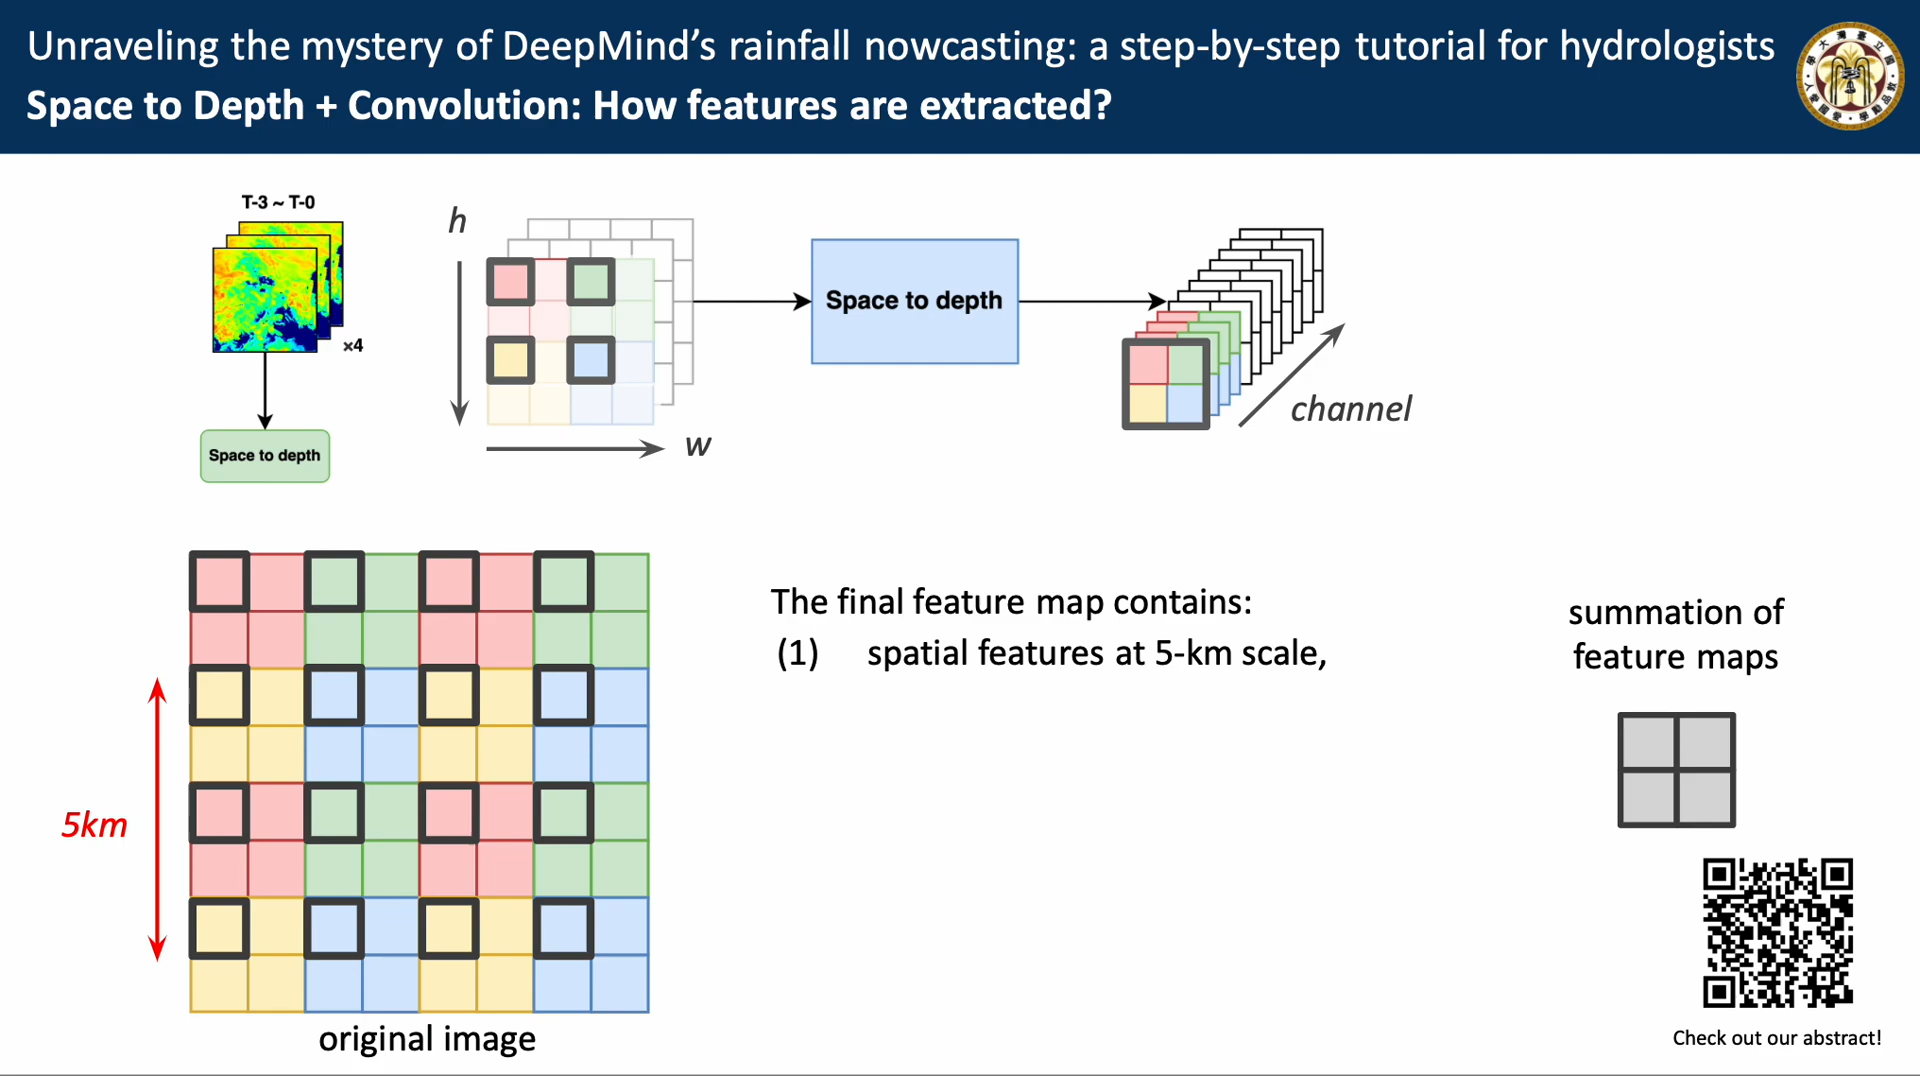 Unraveling the mystery of DeepMind's rainfall nowcasting: a step-by-step tutorial for hydrologists
Space to Depth + Convolution: How features are extracted?
T-3 ~ T-0
×4
Space to depth
h
w
Space to depth
channel
5km
original image
The final feature map contains:
(1) spatial features at 5-km scale,
summation of
feature maps
Check out our abstract!